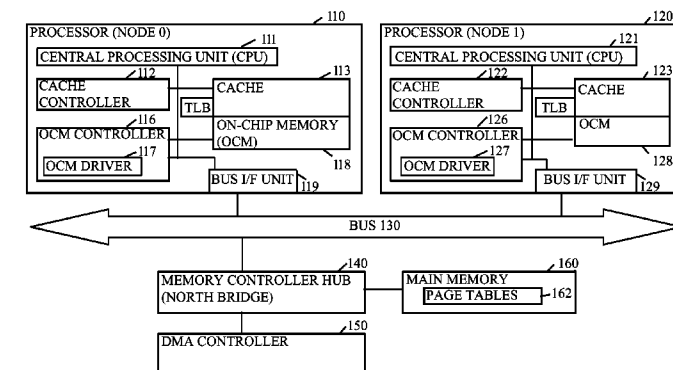 110
PROCESSOR (NODE 0)
111
CENTRAL PROCESSING UNIT (CPU)
112
CACHE
CONTROLLER
113
CACHE
TLB
116
OCM CONTROLLER
117
OCM DRIVER
ON-CHIP MEMORY
(OCM)
118
BUS I/F UNIT
119
120
PROCESSOR (NODE 1)
121
CENTRAL PROCESSING UNIT (CPU)
122
CACHE
CONTROLLER
123
CACHE
TLB
126
OCM CONTROLLER
127
OCM DRIVER
OCM
128
BUS I/F UNIT
129
BUS 130
140
MEMORY CONTROLLER HUB
(NORTH BRIDGE)
160
MAIN MEMORY
PAGE TABLES
162
150
DMA CONTROLLER